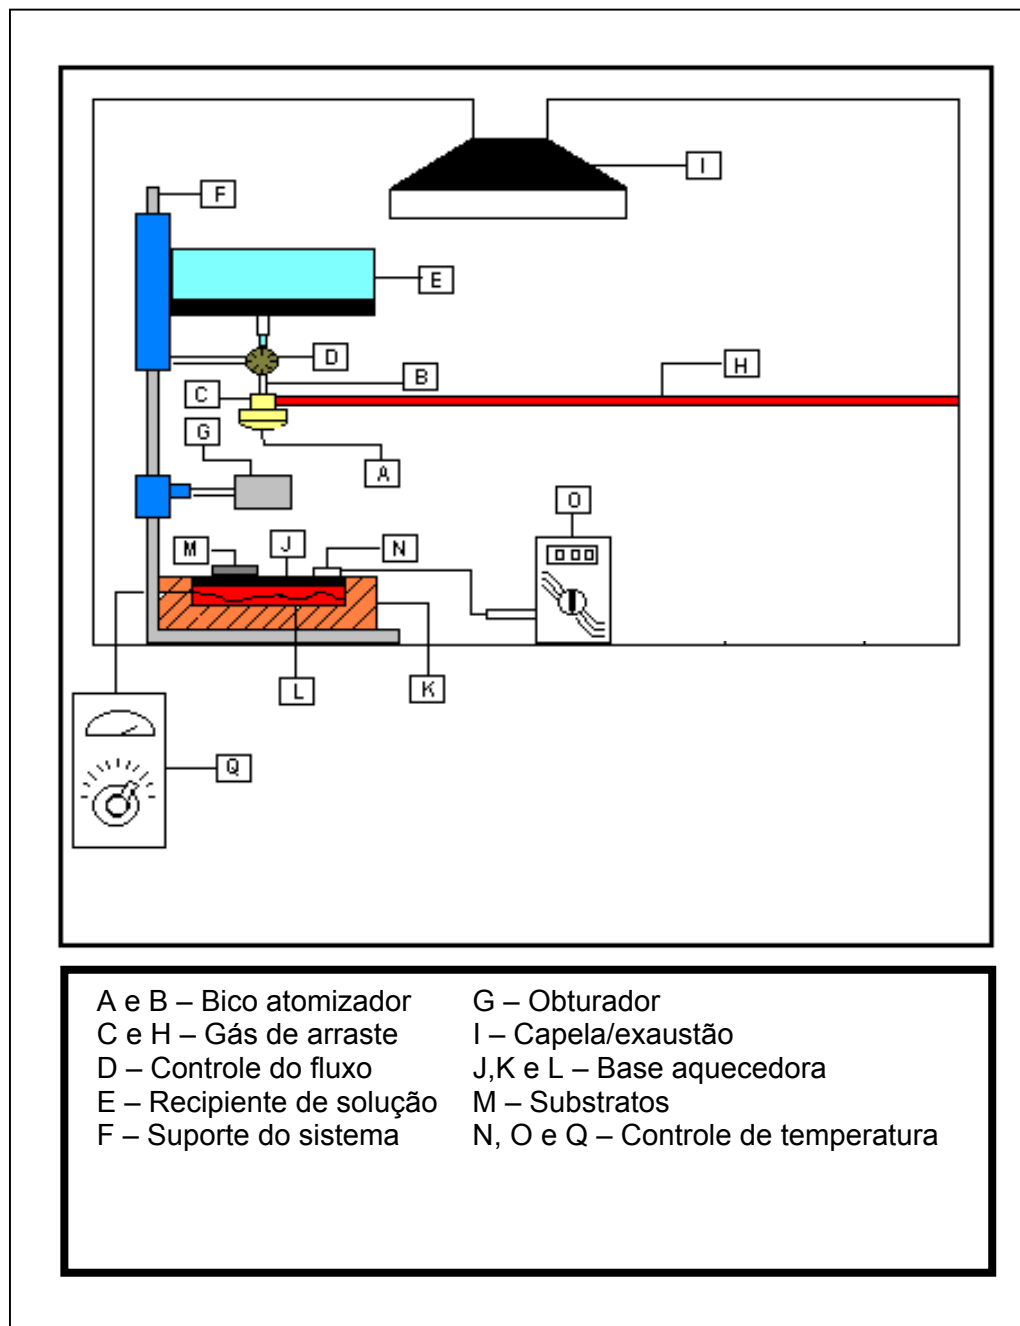 I
F
E
D
B
H
C
G
A
O
M
J
N
L
K
Q
A e B – Bico atomizador
C e H – Gás de arraste
D – Controle do fluxo
E – Recipiente de solução
F – Suporte do sistema
G – Obturador
I – Capela/exaustão
J,K e L – Base aquecedora
M – Substratos
N, O e Q – Controle de temperatura